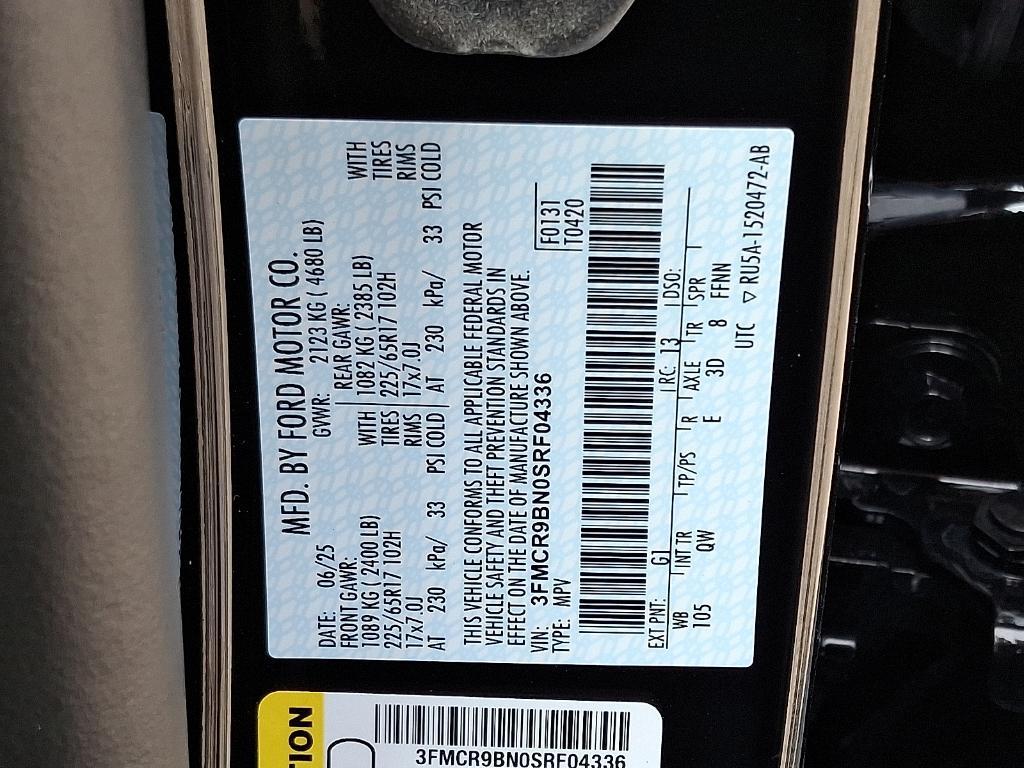 MFD. BY FORD MOTOR CO.
DATE: 06/25 GVWR: 2123 KG ( 4680 LB)
FRONT GAWR: REAR GAWR:
1089 KG ( 2400 LB) WITH 1082 KG ( 2385 LB) WITH
225/65R17 102H TIRES 225/65R17 102H TIRES
17x7.0J RIMS 17x7.0J RIMS
AT 230 kPa/ 33 PSI COLD AT 230 kPa/ 33 PSI COLD
THIS VEHICLE CONFORMS TO ALL APPLICABLE FEDERAL MOTOR
VEHICLE SAFETY AND THEFT PREVENTION STANDARDS IN
EFFECT ON THE DATE OF MANUFACTURE SHOWN ABOVE.
VIN: 3FMCR9BN0SRF04336 F0131
TYPE: MPV T0420
EXT PNT: G1 RC: 13 DSO:
WB INT TR TP/PS R AXLE TR SPR
105 QW E 3D 8 FFNN
UTC ▽ RU5A-1520472-AB
TION
3FMCR9BN0SRF04336